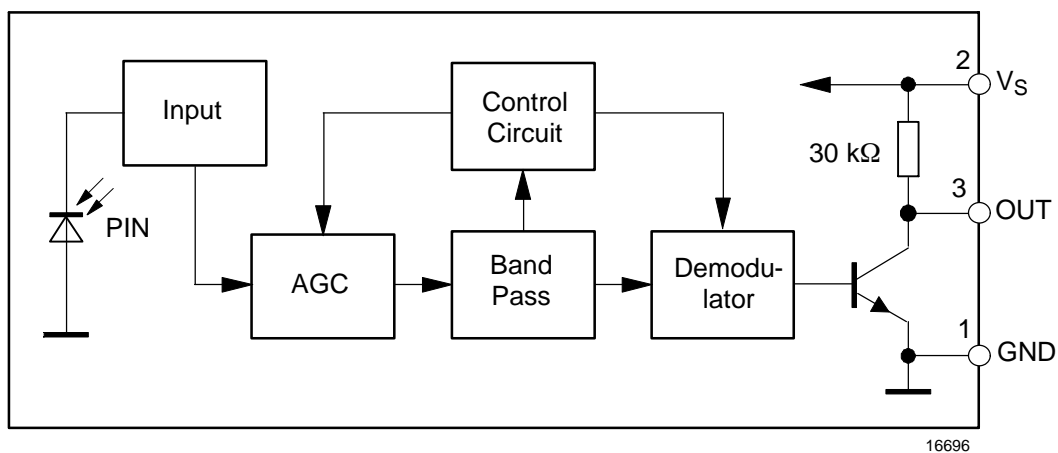 2
V_S
Input
Control
Circuit
30 kΩ
3
OUT
PIN
AGC
Band
Pass
Demodu-
lator
1
GND
16696